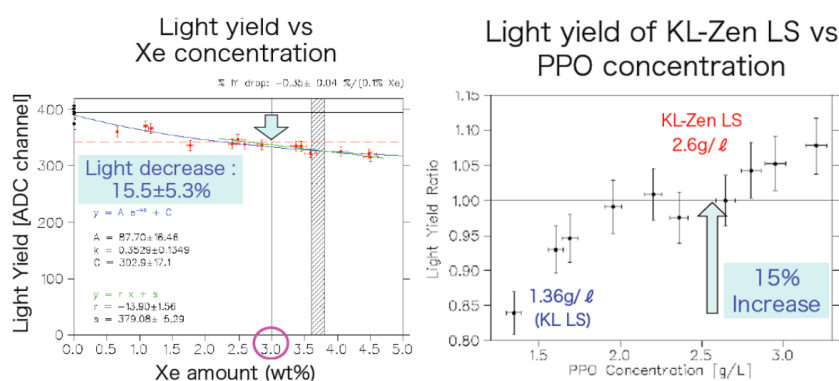 Light yield vs
Xe concentration
% lY drop: -0.35± 0.04 %/(0.1% Xe)
Light Yield [ADC channel]
400
300
200
100
0
Light decrease :
15.5±5.3%
y = A e^-kx + C
A = 87.70±16.46
k = 0.3529±0.1349
C = 302.9±17.1
y = r x + s
r = -13.90±1.56
s = 379.08± 5.29
0.0 0.5 1.0 1.5 2.0 2.5 3.0 3.5 4.0 4.5 5.0
Xe amount (wt%)
Light yield of KL-Zen LS vs
PPO concentration
Light Yield Ratio
1.15
1.10
1.05
1.00
0.95
0.90
0.85
0.80
KL-Zen LS
2.6g/ℓ
1.36g/ℓ
(KL LS)
15%
Increase
1.5 2.0 2.5 3.0
PPO Concentration [g/L]